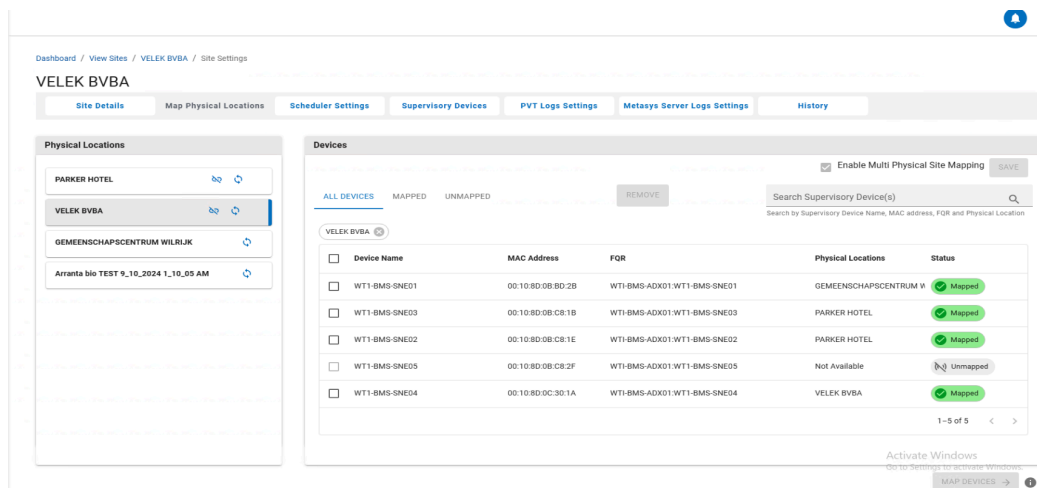 Dashboard / View Sites / VELEK BVBA / Site Settings
VELEK BVBA
Site Details Map Physical Locations Scheduler Settings Supervisory Devices PVT Logs Settings Metasys Server Logs Settings History
Physical Locations
PARKER HOTEL
VELEK BVBA
GEMEENSCHAPSCENTRUM WILRIJK
Arranta bio TEST 9_10_2024 1_10_05 AM
Devices
Enable Multi Physical Site Mapping SAVE
ALL DEVICES MAPPED UNMAPPED REMOVE Search Supervisory Device(s)
Search by Supervisory Device Name, MAC address, FQR and Physical Location
VELEK BVBA
Device Name MAC Address FQR Physical Locations Status
WT1-BMS-SNE01 00:10:8D:0B:BD:2B WTI-BMS-ADX01:WT1-BMS-SNE01 GEMEENSCHAPSCENTRUM W Mapped
WT1-BMS-SNE03 00:10:8D:0B:C8:1B WTI-BMS-ADX01:WT1-BMS-SNE03 PARKER HOTEL Mapped
WT1-BMS-SNE02 00:10:8D:0B:C8:1E WTI-BMS-ADX01:WT1-BMS-SNE02 PARKER HOTEL Mapped
WT1-BMS-SNE05 00:10:8D:0B:C8:2F WTI-BMS-ADX01:WT1-BMS-SNE05 Not Available Unmapped
WT1-BMS-SNE04 00:10:8D:0C:30:1A WTI-BMS-ADX01:WT1-BMS-SNE04 VELEK BVBA Mapped
1–5 of 5
Activate Windows
Go to Settings to activate Windows.
MAP DEVICES